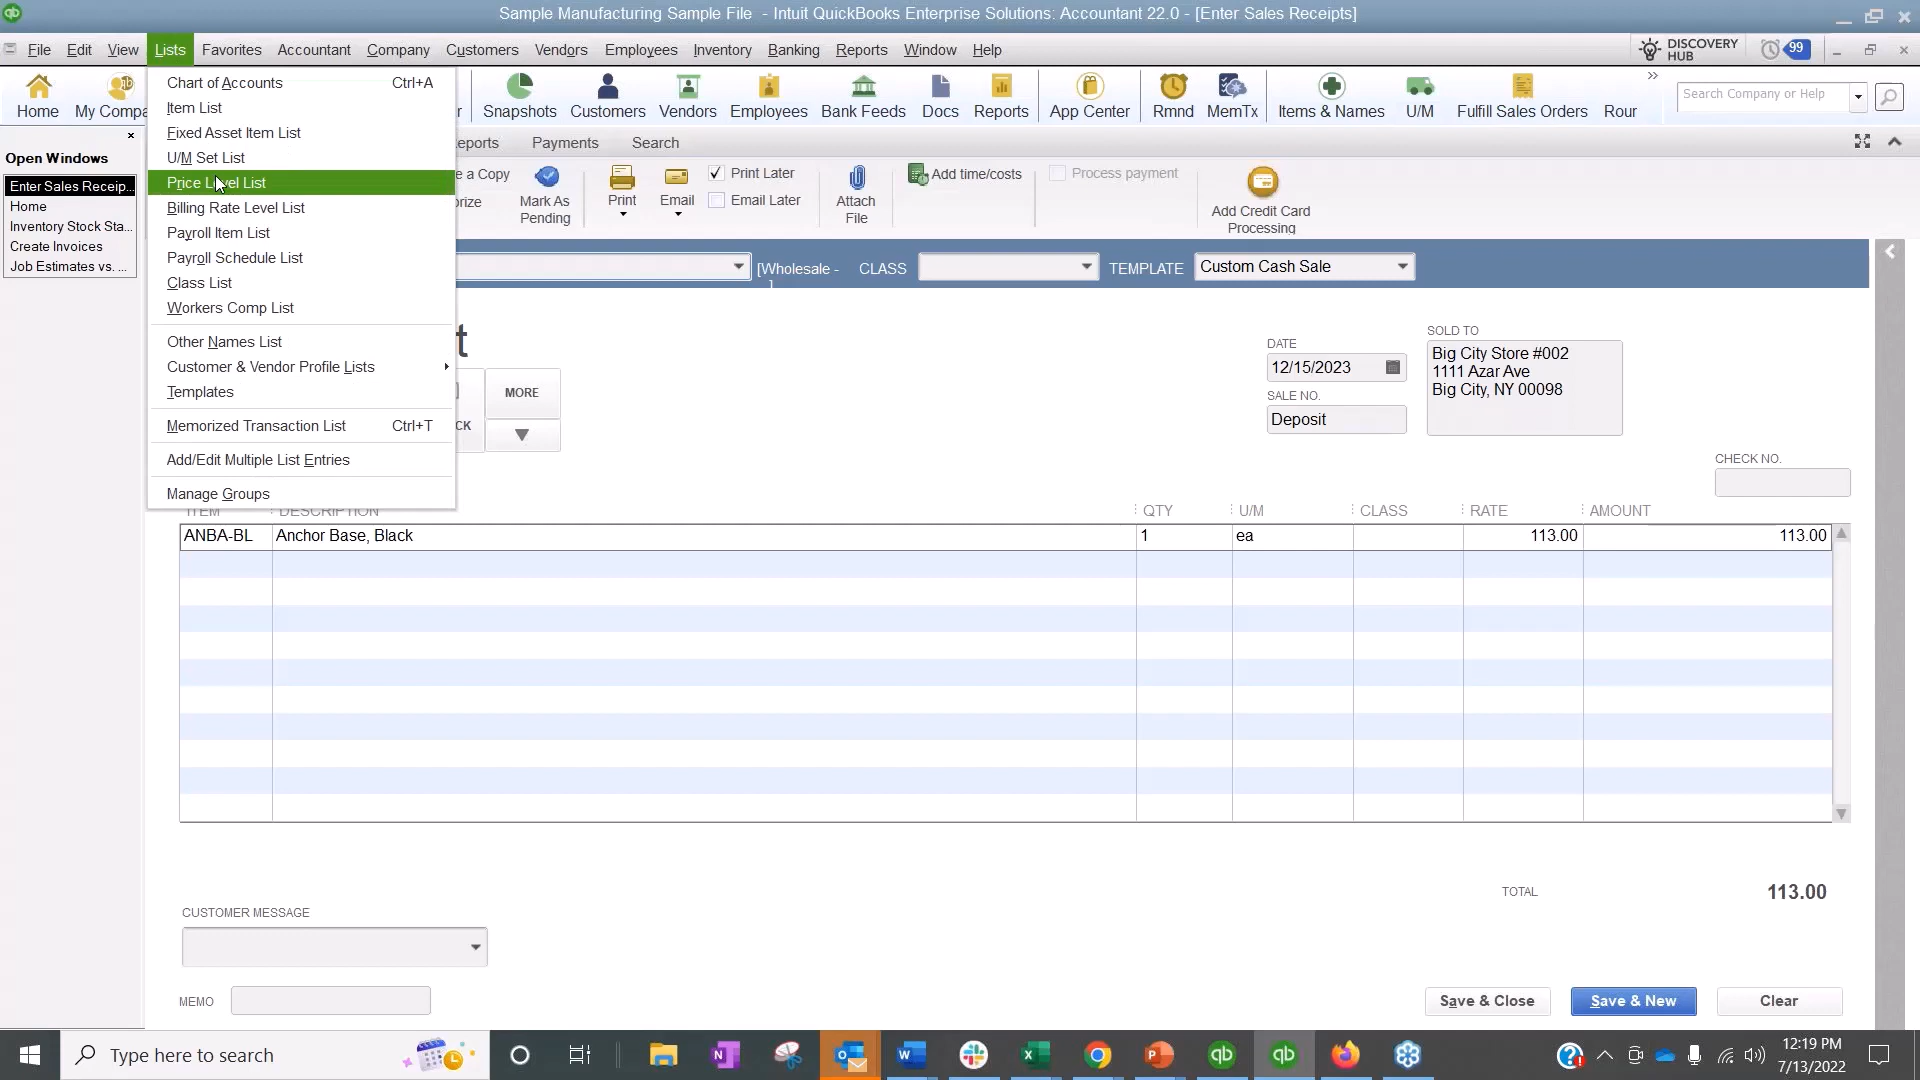 Sample Manufacturing Sample File - Intuit QuickBooks Enterprise Solutions: Accountant 22.0 - [Enter Sales Receipts]
File Edit View Lists Favorites Accountant Company Customers Vendors Employees Inventory Banking Reports Window Help
DISCOVERY HUB
99
Home My Compa Snapshots Customers Vendors Employees Bank Feeds Docs Reports App Center Rmnd MemTx Items & Names U/M Fulfill Sales Orders Rour
Search Company or Help
Chart of Accounts Ctrl+A
Item List
Fixed Asset Item List
U/M Set List
Price Level List
Billing Rate Level List
Payroll Item List
Payroll Schedule List
Class List
Workers Comp List
Other Names List
Customer & Vendor Profile Lists
Templates
Memorized Transaction List Ctrl+T
Add/Edit Multiple List Entries
Manage Groups
Open Windows
Enter Sales Receip...
Home
Inventory Stock Sta...
Create Invoices
Job Estimates vs. ...
eports Payments Search
e a Copy
orize
Mark As Pending
Print
Email
Print Later
Email Later
Attach File
Add time/costs
Process payment
Add Credit Card Processing
[Wholesale -
]
CLASS
TEMPLATE Custom Cash Sale
t
CK
MORE
DATE
12/15/2023
SALE NO.
Deposit
SOLD TO
Big City Store #002
1111 Azar Ave
Big City, NY 00098
CHECK NO.
ITEM DESCRIPTION QTY U/M CLASS RATE AMOUNT
ANBA-BL Anchor Base, Black 1 ea 113.00 113.00
TOTAL 113.00
CUSTOMER MESSAGE
MEMO
Save & Close Save & New Clear
Type here to search
12:19 PM
7/13/2022